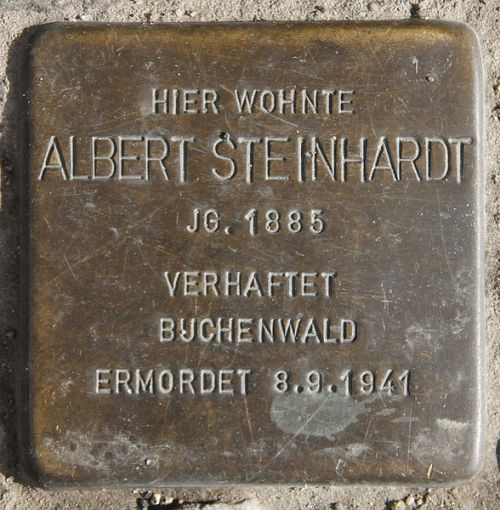 HIER WOHNTE
ALBERT STEINHARDT
JG. 1885
VERHAFTET
BUCHENWALD
ERMORDET 8.9.1941